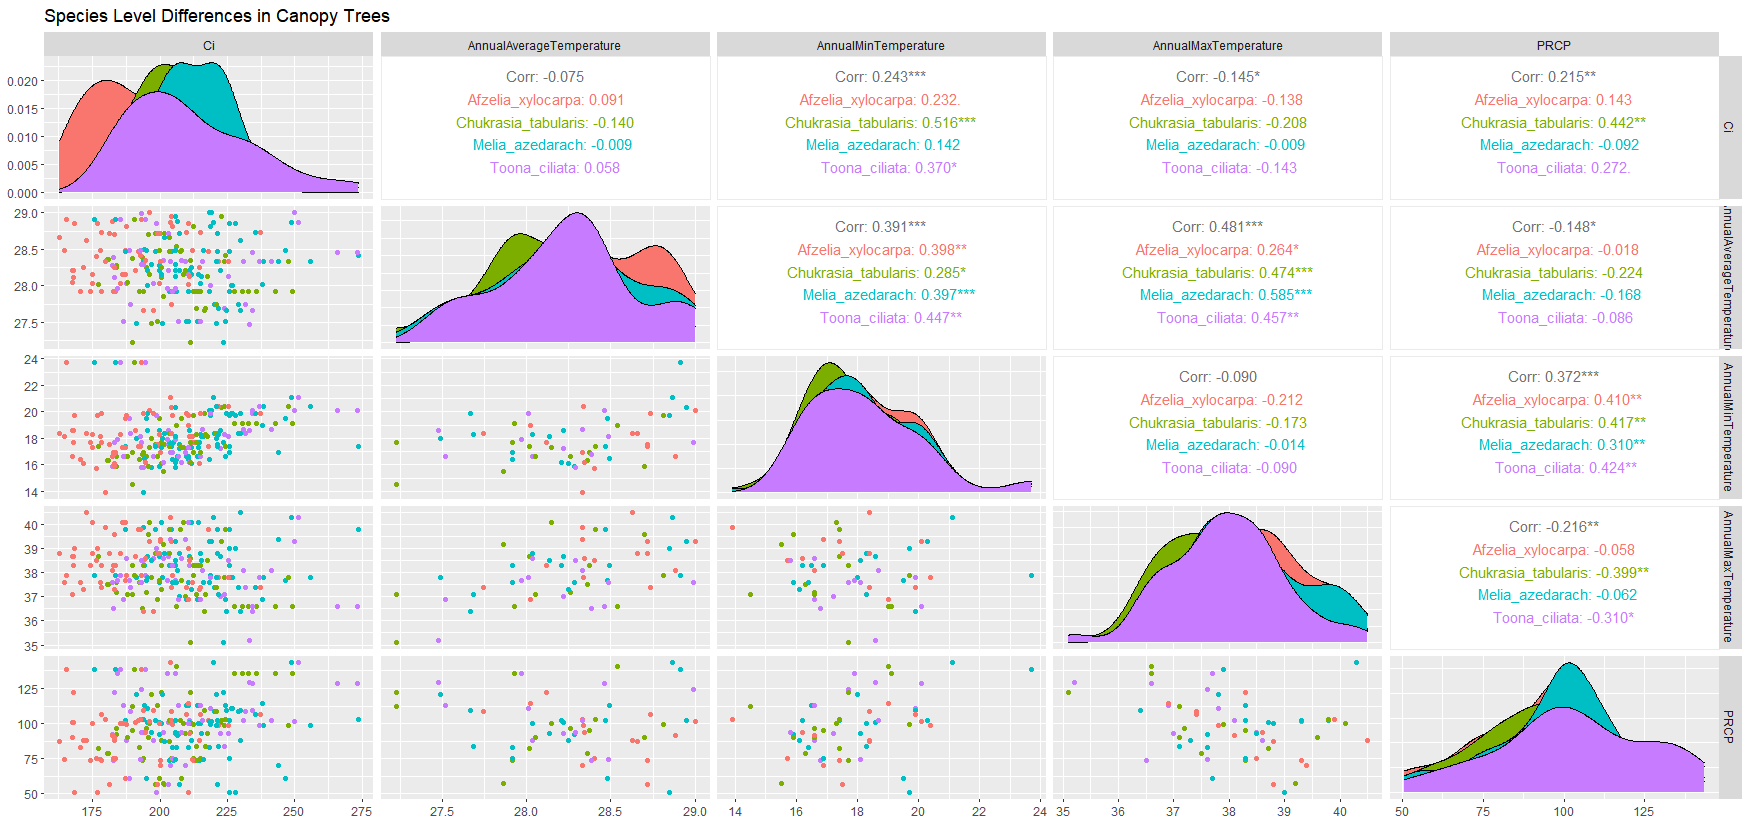 Species Level Differences in Canopy Trees
Ci
AnnualAverageTemperature
AnnualMinTemperature
AnnualMaxTemperature
PRCP
0.020
0.015
0.010
0.005
0.000
Corr: -0.075
Afzelia_xylocarpa: 0.091
Chukrasia_tabularis: -0.140
Melia_azedarach: -0.009
Toona_ciliata: 0.058
Corr: 0.243***
Afzelia_xylocarpa: 0.232.
Chukrasia_tabularis: 0.516***
Melia_azedarach: 0.142
Toona_ciliata: 0.370*
Corr: -0.145*
Afzelia_xylocarpa: -0.138
Chukrasia_tabularis: -0.208
Melia_azedarach: -0.009
Toona_ciliata: -0.143
Corr: 0.215**
Afzelia_xylocarpa: 0.143
Chukrasia_tabularis: 0.442**
Melia_azedarach: -0.092
Toona_ciliata: 0.272.
Ci
29.0
28.5
28.0
27.5
Corr: 0.391***
Afzelia_xylocarpa: 0.398**
Chukrasia_tabularis: 0.285*
Melia_azedarach: 0.397***
Toona_ciliata: 0.447**
Corr: 0.481***
Afzelia_xylocarpa: 0.264*
Chukrasia_tabularis: 0.474***
Melia_azedarach: 0.585***
Toona_ciliata: 0.457**
Corr: -0.148*
Afzelia_xylocarpa: -0.018
Chukrasia_tabularis: -0.224
Melia_azedarach: -0.168
Toona_ciliata: -0.086
AnnualAverageTemperature
24
22
20
18
16
14
Corr: -0.090
Afzelia_xylocarpa: -0.212
Chukrasia_tabularis: -0.173
Melia_azedarach: -0.014
Toona_ciliata: -0.090
Corr: 0.372***
Afzelia_xylocarpa: 0.410**
Chukrasia_tabularis: 0.417**
Melia_azedarach: 0.310**
Toona_ciliata: 0.424**
AnnualMinTemperature
40
39
38
37
36
35
Corr: -0.216**
Afzelia_xylocarpa: -0.058
Chukrasia_tabularis: -0.399**
Melia_azedarach: -0.062
Toona_ciliata: -0.310*
AnnualMaxTemperature
125
100
75
50
PRCP
175 200 225 250 275
27.5 28.0 28.5 29.0
14 16 18 20 22 24
35 36 37 38 39 40
50 75 100 125